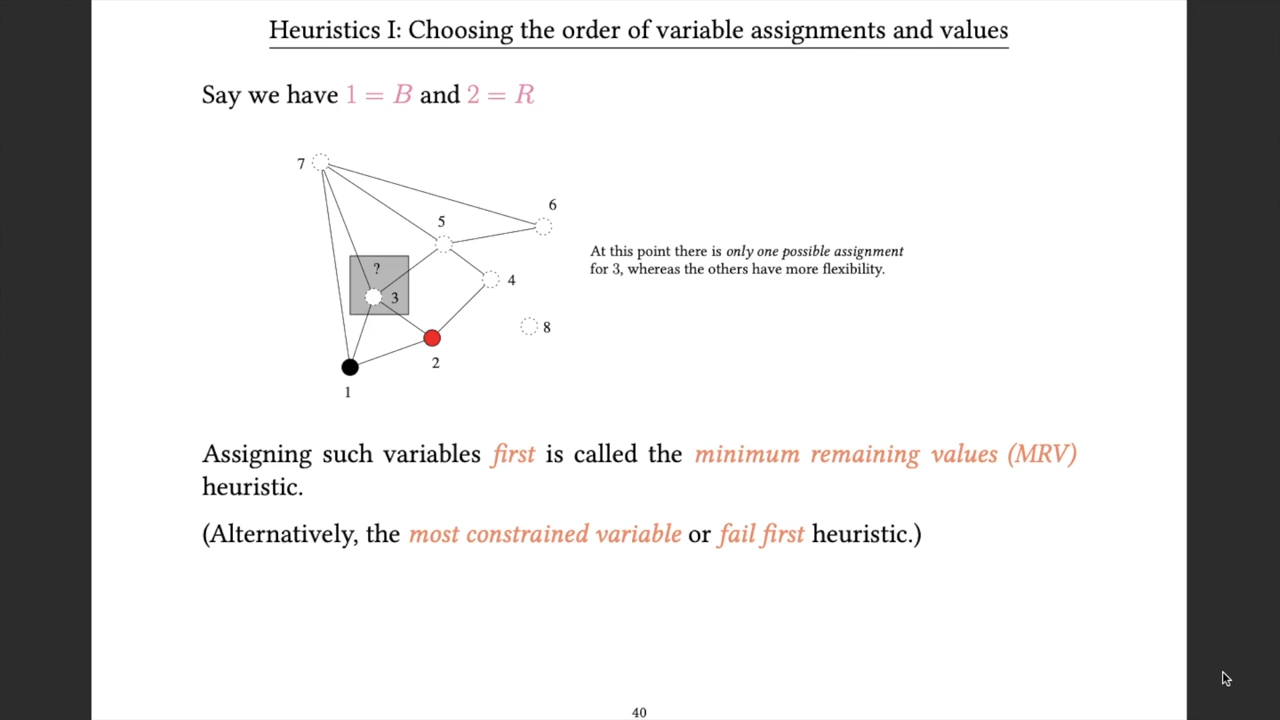 Heuristics I: Choosing the order of variable assignments and values
Say we have 1 = B and 2 = R
7
6
5
At this point there is only one possible assignment
for 3, whereas the others have more flexibility.
?
4
3
8
2
1
Assigning such variables first is called the minimum remaining values (MRV)
heuristic.
(Alternatively, the most constrained variable or fail first heuristic.)
40